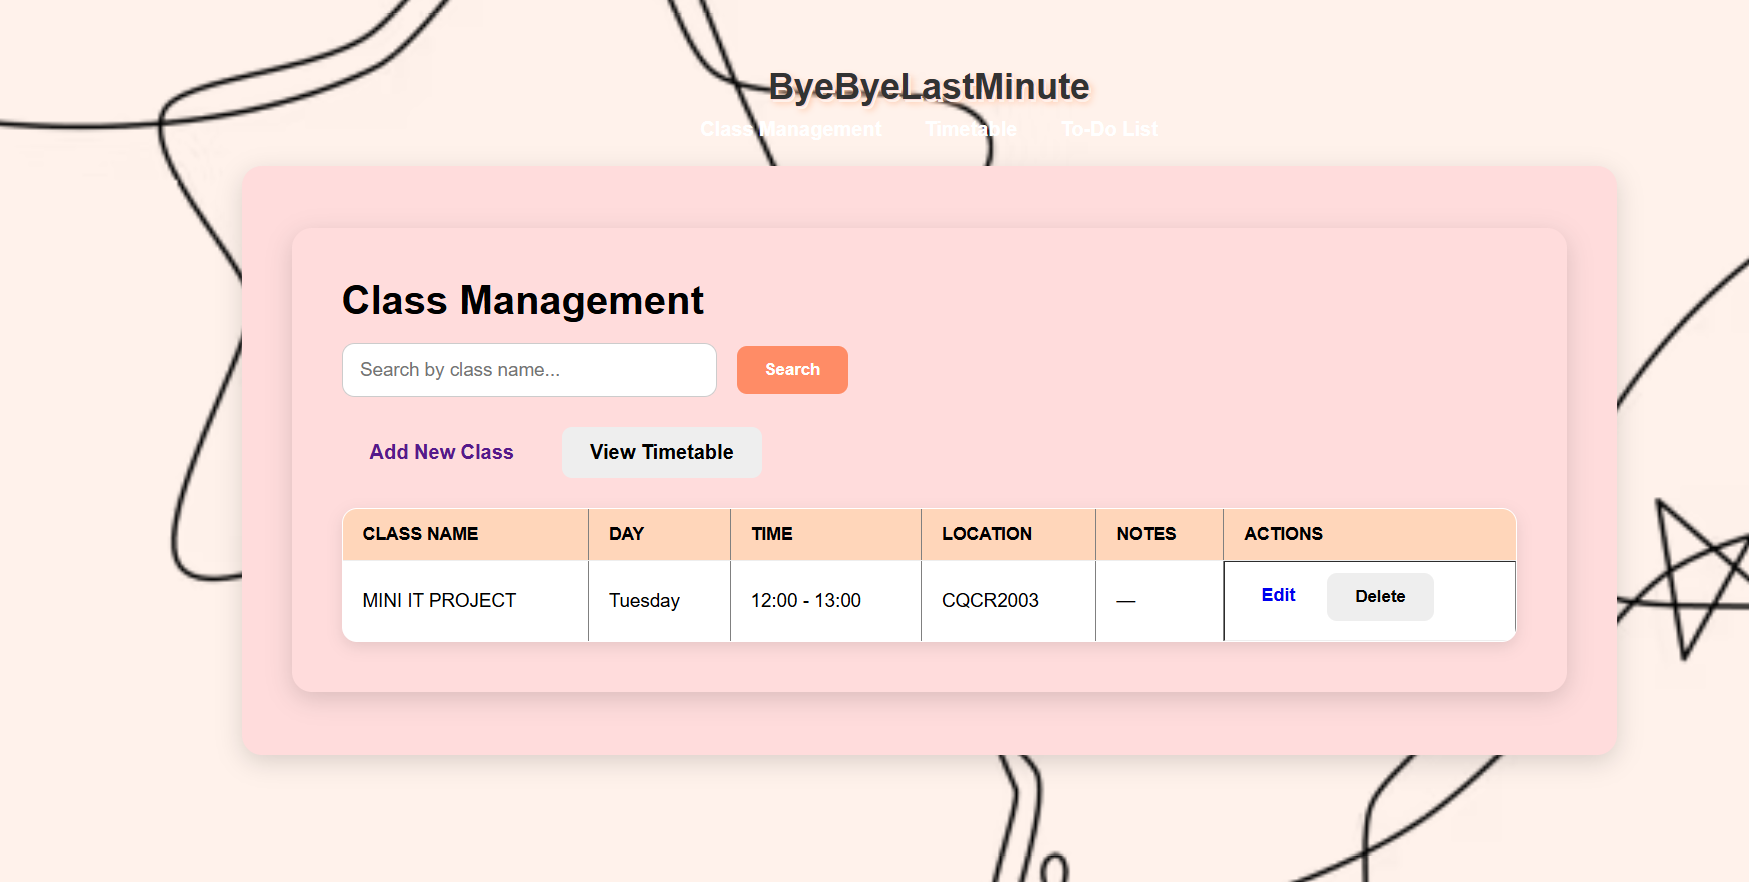 ByeByeLastMinute
Class Management Timetable To-Do List
Class Management
Search by class name... Search
Add New Class View Timetable
CLASS NAME DAY TIME LOCATION NOTES ACTIONS
MINI IT PROJECT Tuesday 12:00 - 13:00 CQCR2003 — Edit Delete